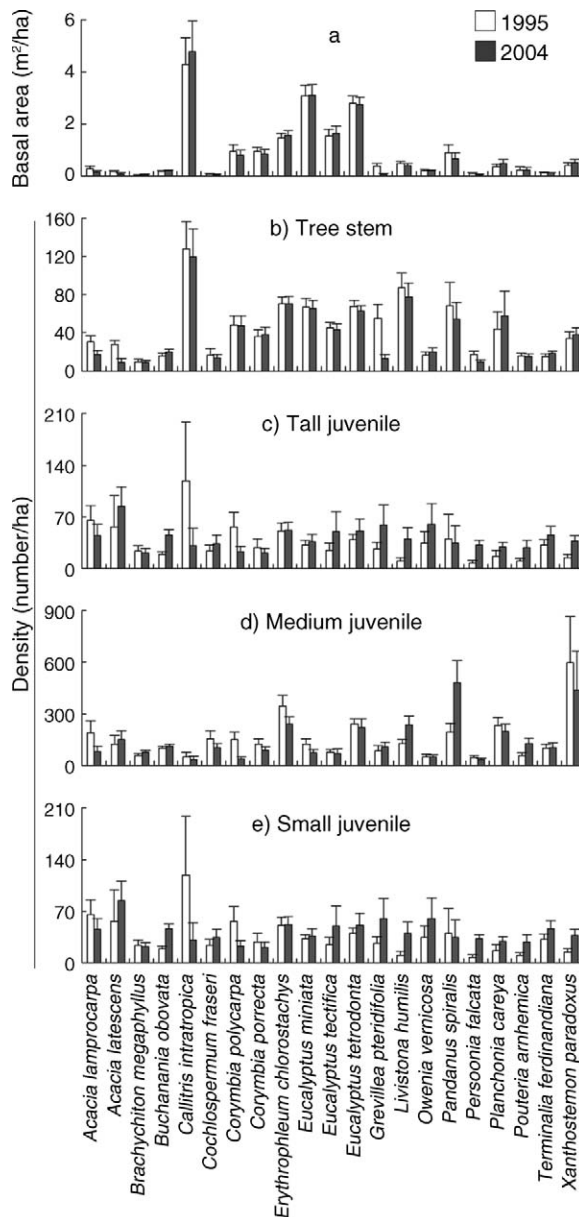 a
1995
2004
Basal area (m²/ha)
6
4
2
0
b) Tree stem
160
120
80
40
0
c) Tall juvenile
210
140
70
0
Density (number/ha)
d) Medium juvenile
900
600
300
0
e) Small juvenile
210
140
70
0
Acacia lamprocarpa
Acacia latescens
Brachychiton megaphyllus
Buchanania obovata
Callitris intratropica
Cochlospermum fraseri
Corymbia polycarpa
Corymbia porrecta
Erythrophleum chlorostachys
Eucalyptus miniata
Eucalyptus tectifica
Eucalyptus tetrodonta
Grevillea pteridifolia
Livistona humilis
Owenia vernicosa
Pandanus spiralis
Persoonia falcata
Planchonia careya
Pouteria arnhemica
Terminalia ferdinandiana
Xanthostemon paradoxus